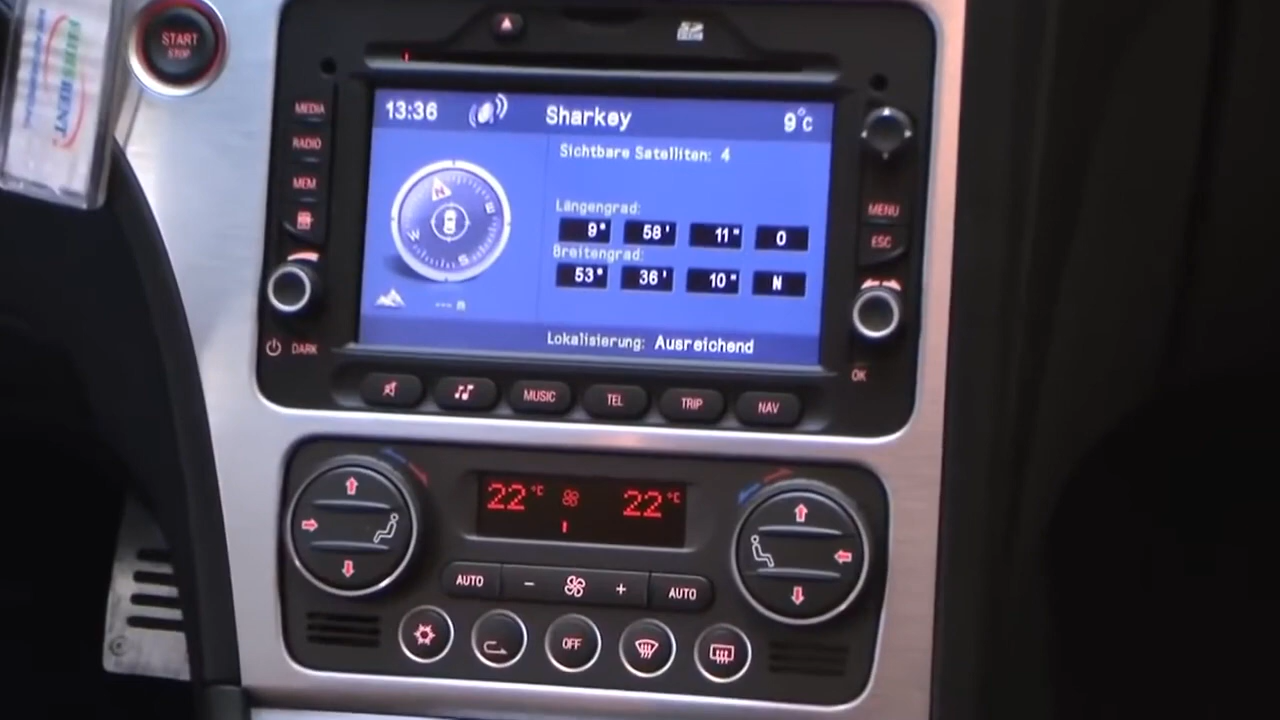 START
STOP
13:36
Sharkey
9°C
Sichtbare Satelliten: 4
N
E
S
W
Längengrad:
9° 58' 11" O
Breitengrad:
53° 36' 10" N
--- m
Lokalisierung: Ausreichend
MEDIA
RADIO
MEM
DARK
MENU
ESC
OK
MUSIC TEL TRIP NAV
22°C 22°C
AUTO - + AUTO
OFF